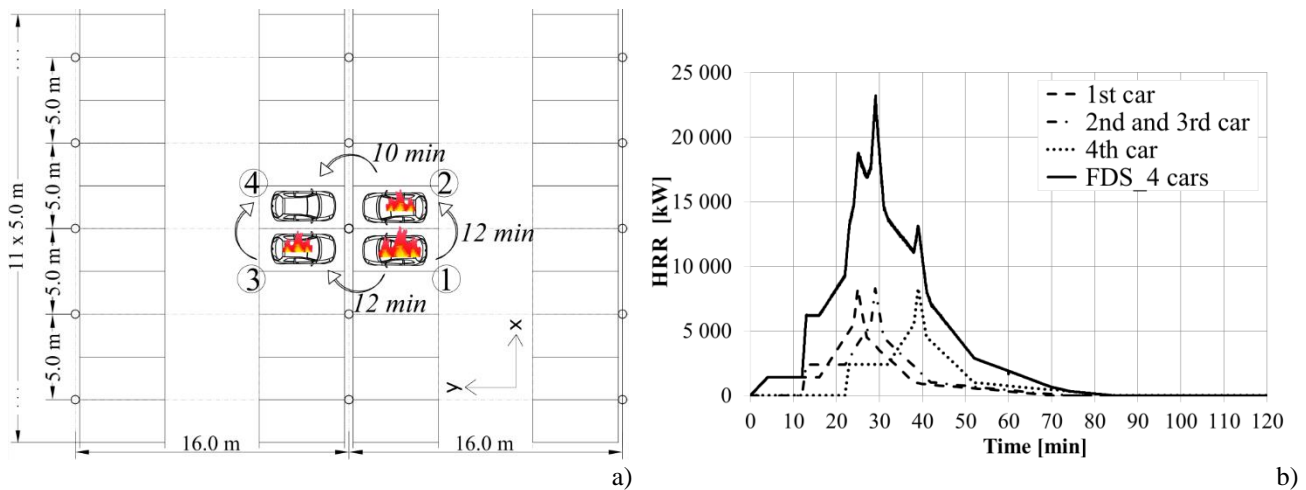 11 x 5.0 m
...
...
5.0 m
5.0 m
5.0 m
5.0 m
10 min
4
2
12 min
3
1
12 min
x
y
16.0 m
16.0 m
a)
HRR [kW]
25 000
20 000
15 000
10 000
5 000
0
1st car
2nd and 3rd car
4th car
FDS_4 cars
0 10 20 30 40 50 60 70 80 90 100 110 120
Time [min]
b)